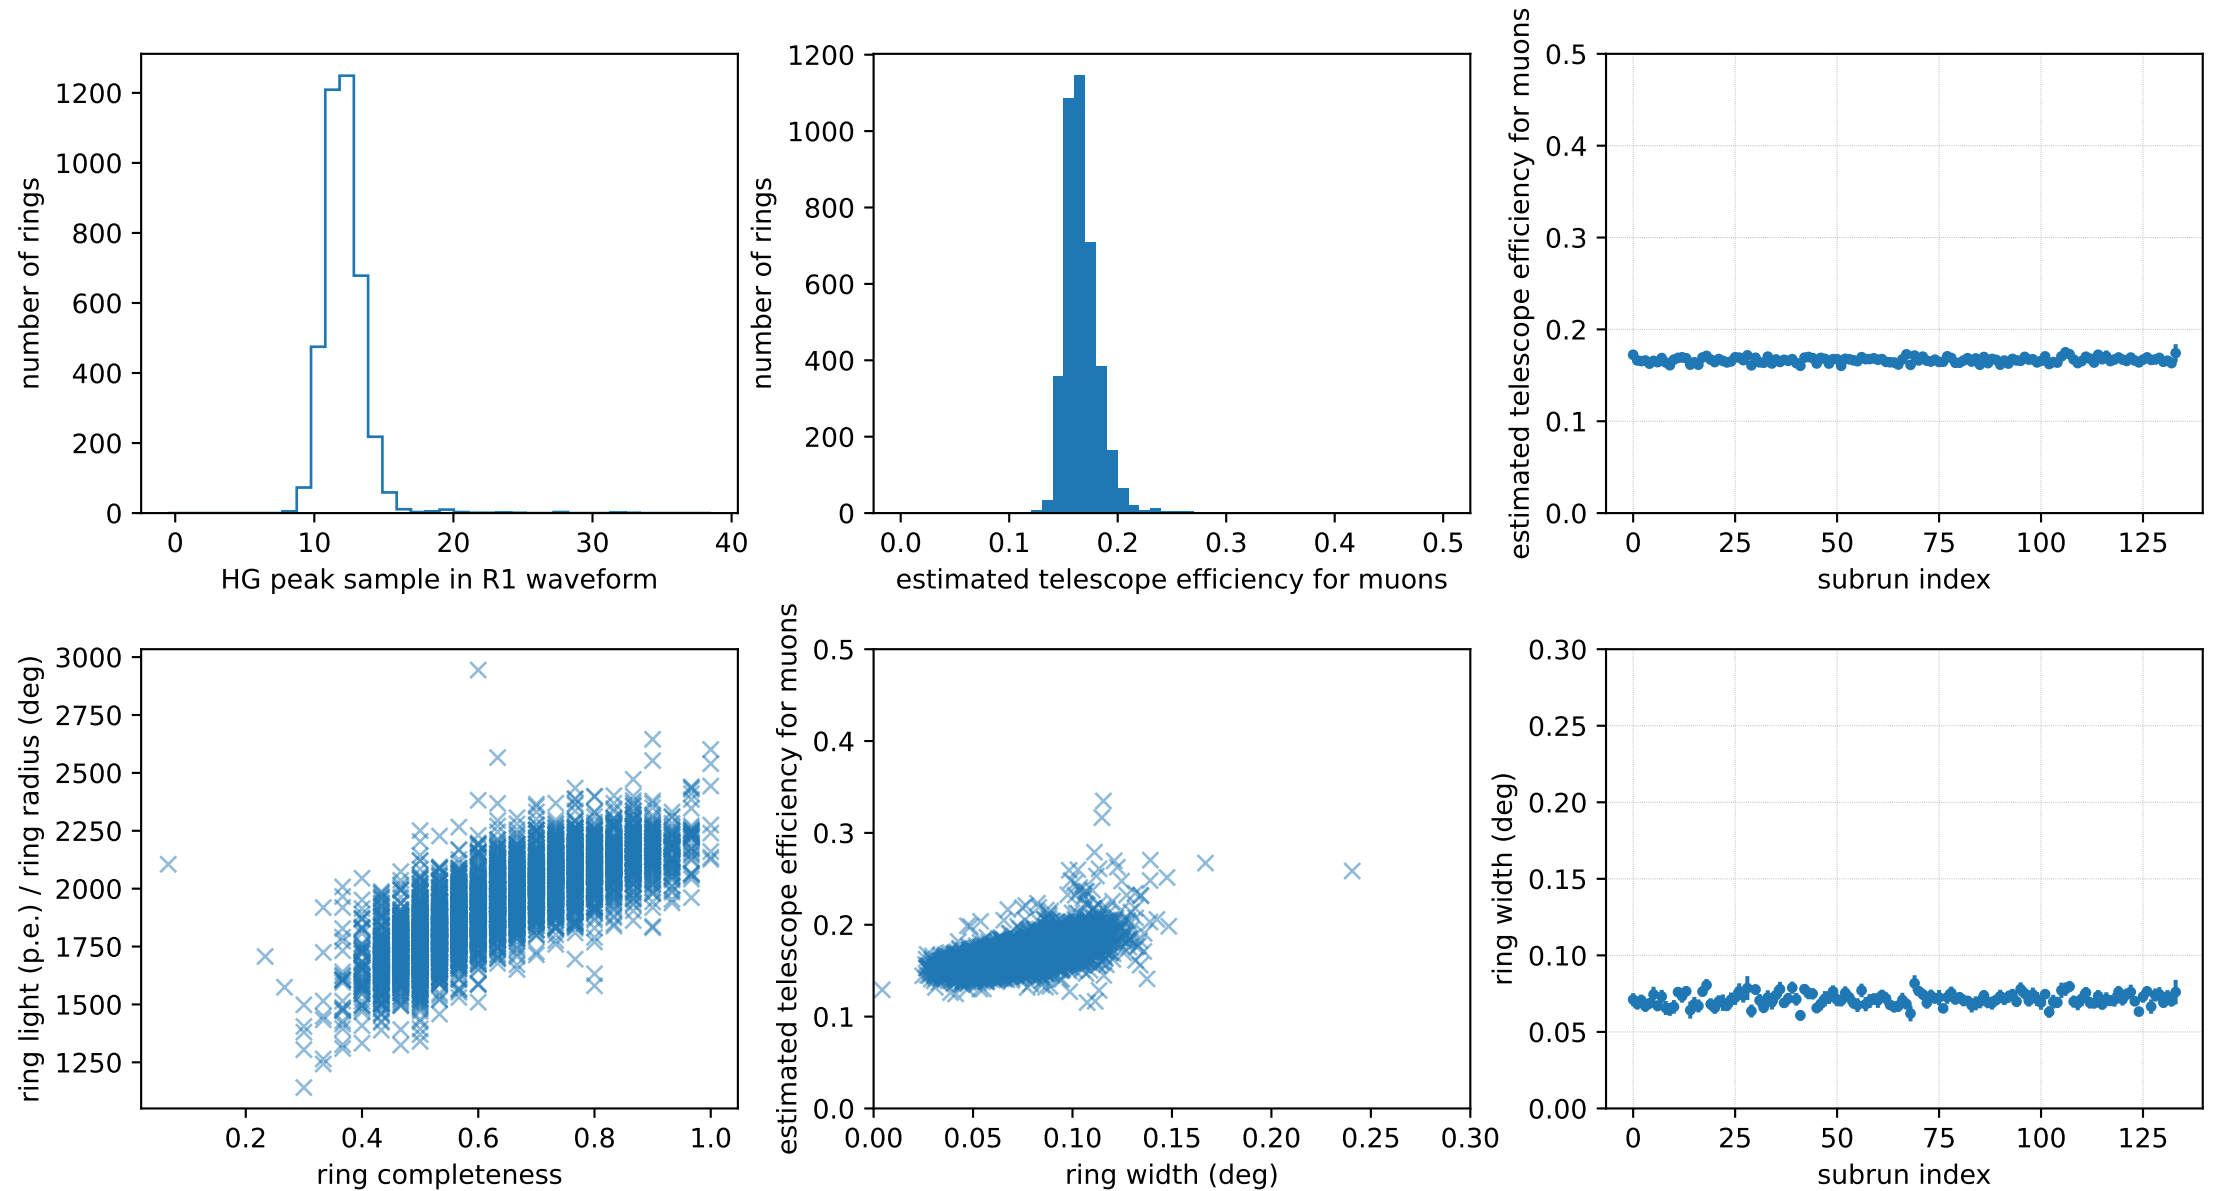 number of rings
1200
1000
800
600
400
200
0
0 10 20 30 40
HG peak sample in R1 waveform
number of rings
1200
1000
800
600
400
200
0
0.0 0.1 0.2 0.3 0.4 0.5
estimated telescope efficiency for muons
estimated telescope efficiency for muons
0.5
0.4
0.3
0.2
0.1
0.0
0 25 50 75 100 125
subrun index
ring light (p.e.) / ring radius (deg)
3000
2750
2500
2250
2000
1750
1500
1250
0.2 0.4 0.6 0.8 1.0
ring completeness
estimated telescope efficiency for muons
0.5
0.4
0.3
0.2
0.1
0.0
0.00 0.05 0.10 0.15 0.20 0.25 0.30
ring width (deg)
ring width (deg)
0.30
0.25
0.20
0.15
0.10
0.05
0.00
0 25 50 75 100 125
subrun index